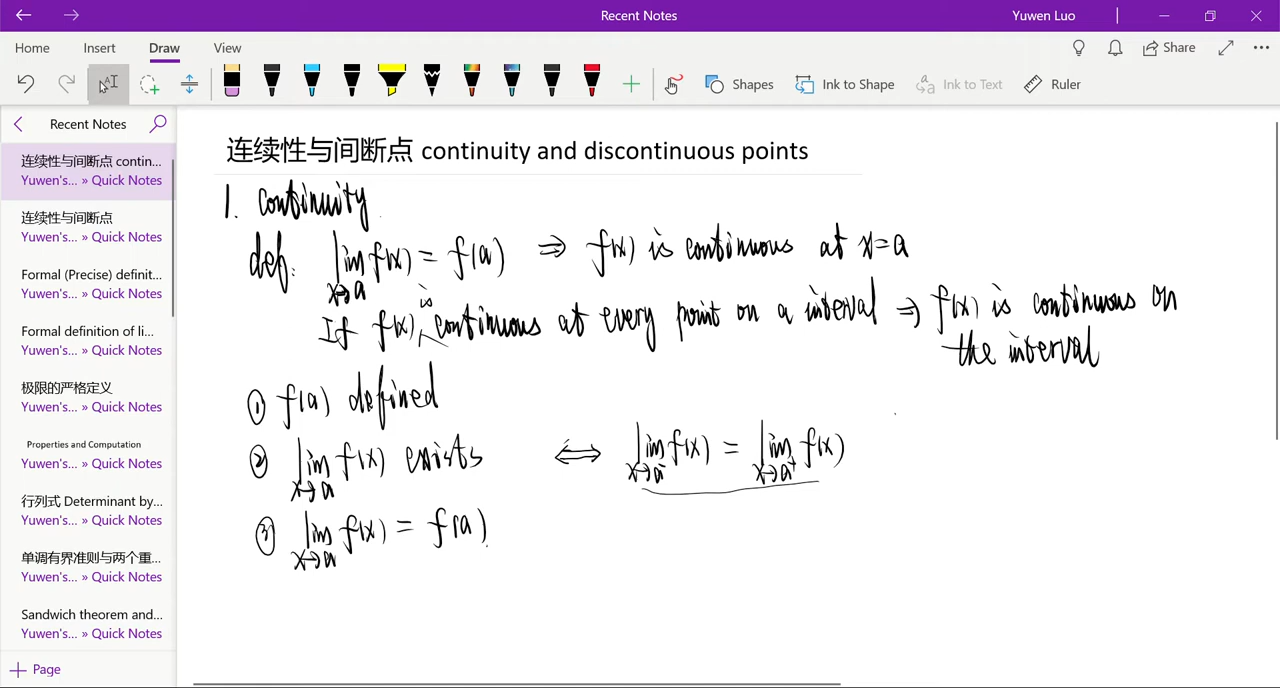 Recent Notes
Yuwen Luo
Home Insert Draw View
Share
Shapes
Ink to Shape
Ink to Text
Ruler
Recent Notes
连续性与间断点 contin...
Yuwen's... » Quick Notes
连续性与间断点
Yuwen's... » Quick Notes
Formal (Precise) definit...
Yuwen's... » Quick Notes
Formal definition of li...
Yuwen's... » Quick Notes
极限的严格定义
Yuwen's... » Quick Notes
Properties and Computation
Yuwen's... » Quick Notes
行列式 Determinant by...
Yuwen's... » Quick Notes
单调有界准则与两个重...
Yuwen's... » Quick Notes
Sandwich theorem and...
Yuwen's... » Quick Notes
Page
连续性与间断点 continuity and discontinuous points
1. continuity
def: lim x→a f(x) = f(a) ⇒ f(x) is continuous at x=a
If f(x) is continuous at every point on a interval ⇒ f(x) is continuous on
the interval
① f(a) defined
② lim x→a f(x) exists ⇔ lim x→a⁻ f(x) = lim x→a⁺ f(x)
③ lim x→a f(x) = f(a)